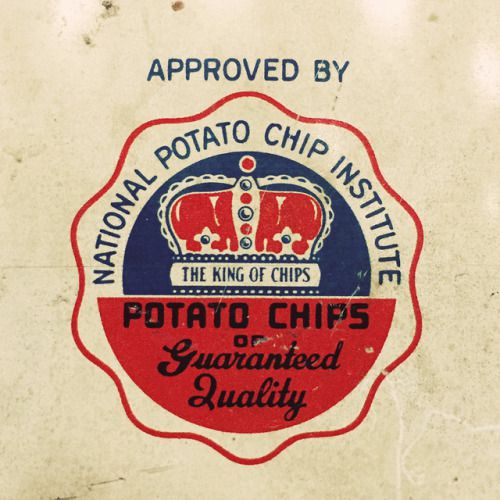 APPROVED BY
NATIONAL POTATO CHIP INSTITUTE
THE KING OF CHIPS
POTATO CHIPS
OF
Guaranteed
Quality